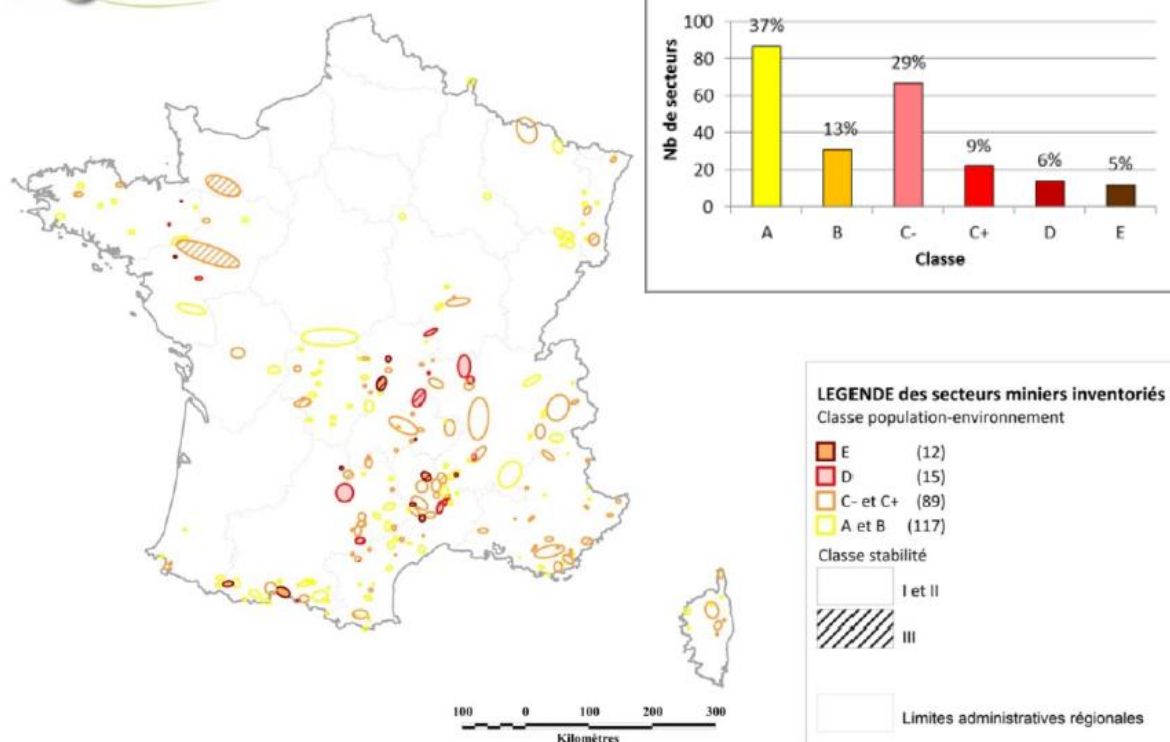 100
80
60
40
20
0
Nb de secteurs
37%
13%
29%
9%
6%
5%
A B C- C+ D E
Classe
LEGENDE des secteurs miniers inventoriés
Classe population-environnement
E (12)
D (15)
C- et C+ (89)
A et B (117)
Classe stabilité
I et II
III
Limites administratives régionales
100 0 100 200 300
Kilomètres